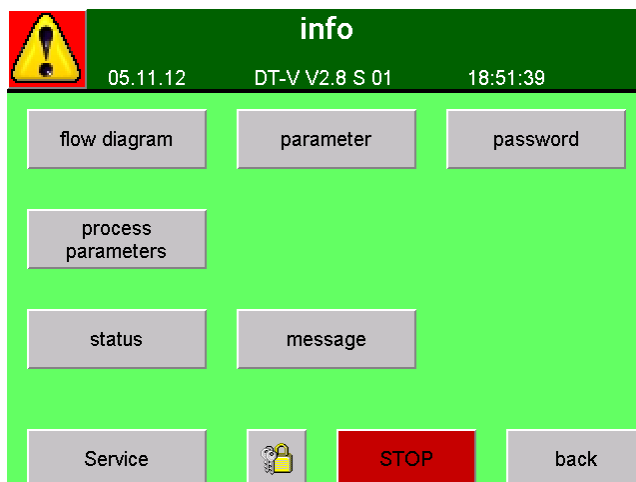 info
05.11.12 DT-V V2.8 S 01 18:51:39
flow diagram parameter password
process
parameters
status message
Service STOP back